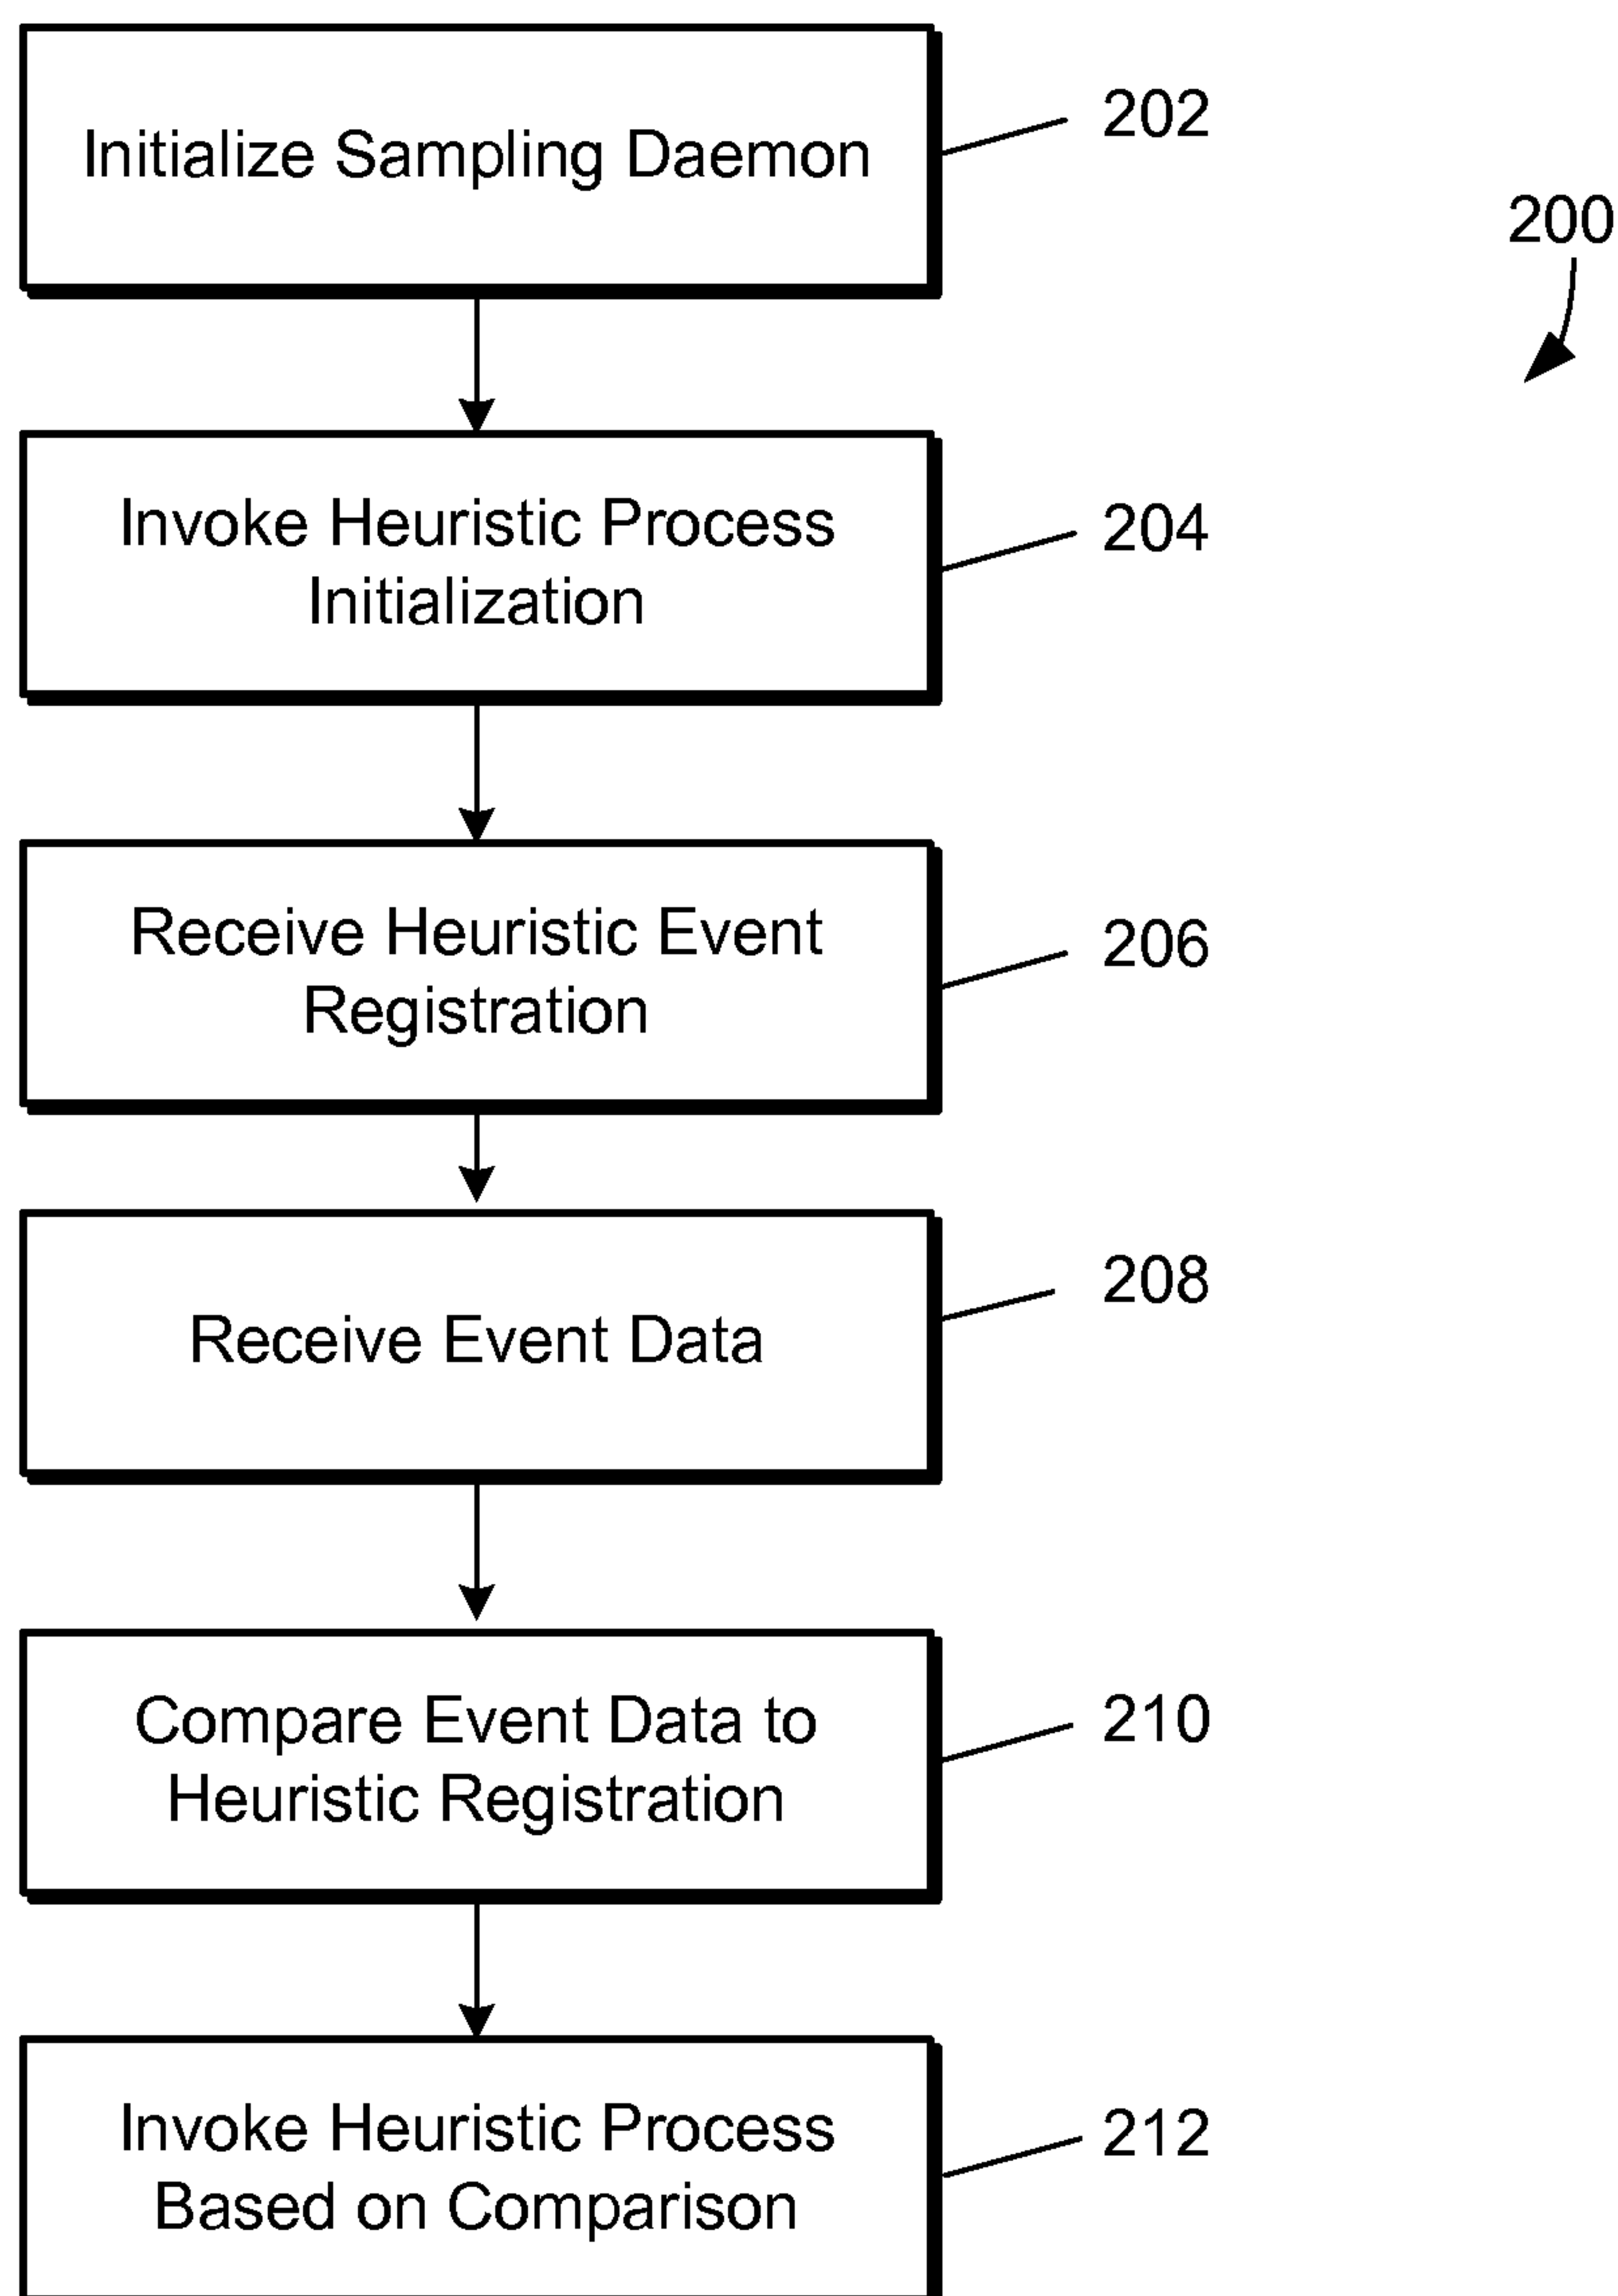 Initialize Sampling Daemon
202
200
Invoke Heuristic Process
Initialization
204
Receive Heuristic Event
Registration
206
Receive Event Data
208
Compare Event Data to
Heuristic Registration
210
Invoke Heuristic Process
Based on Comparison
212